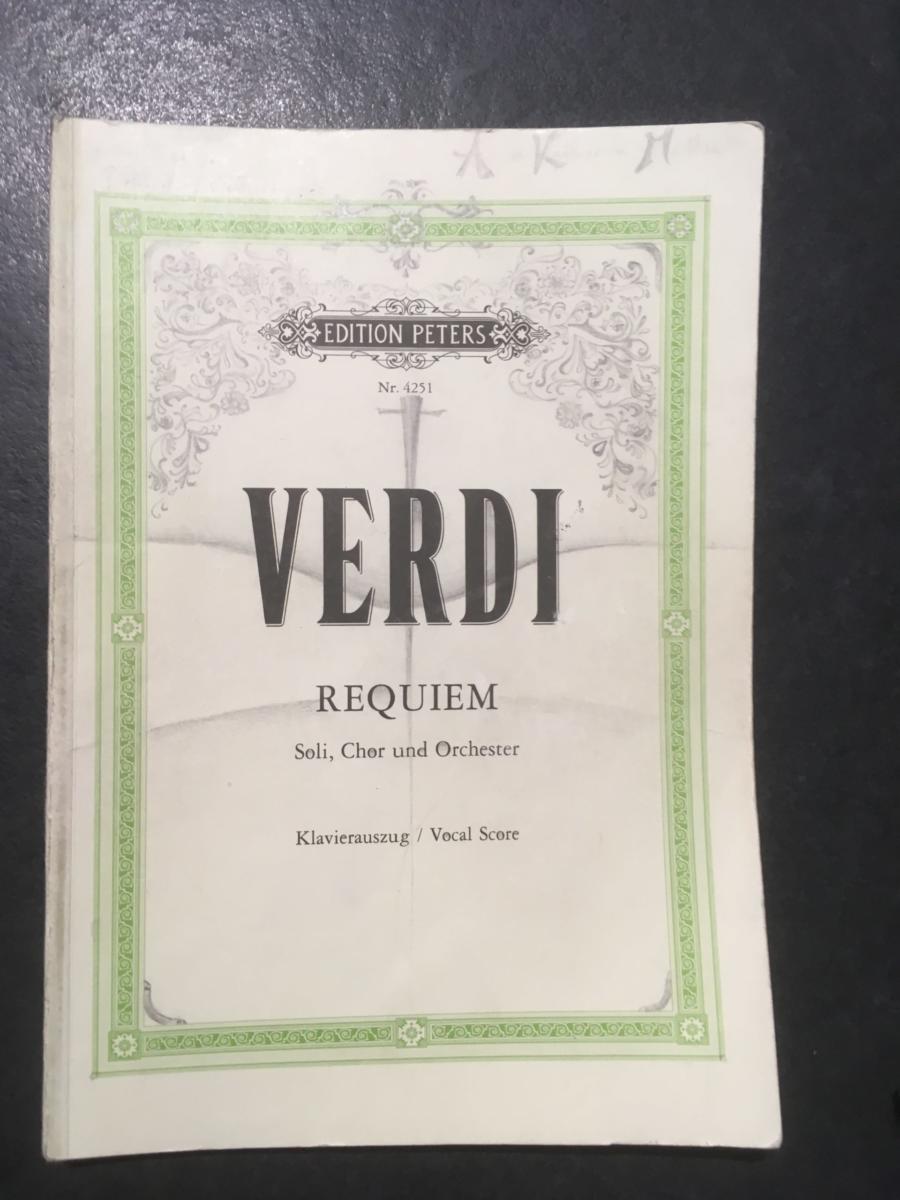 A K M
EDITION PETERS
Nr. 4251
VERDI
REQUIEM
Soli, Chor und Orchester
Klavierauszug / Vocal Score